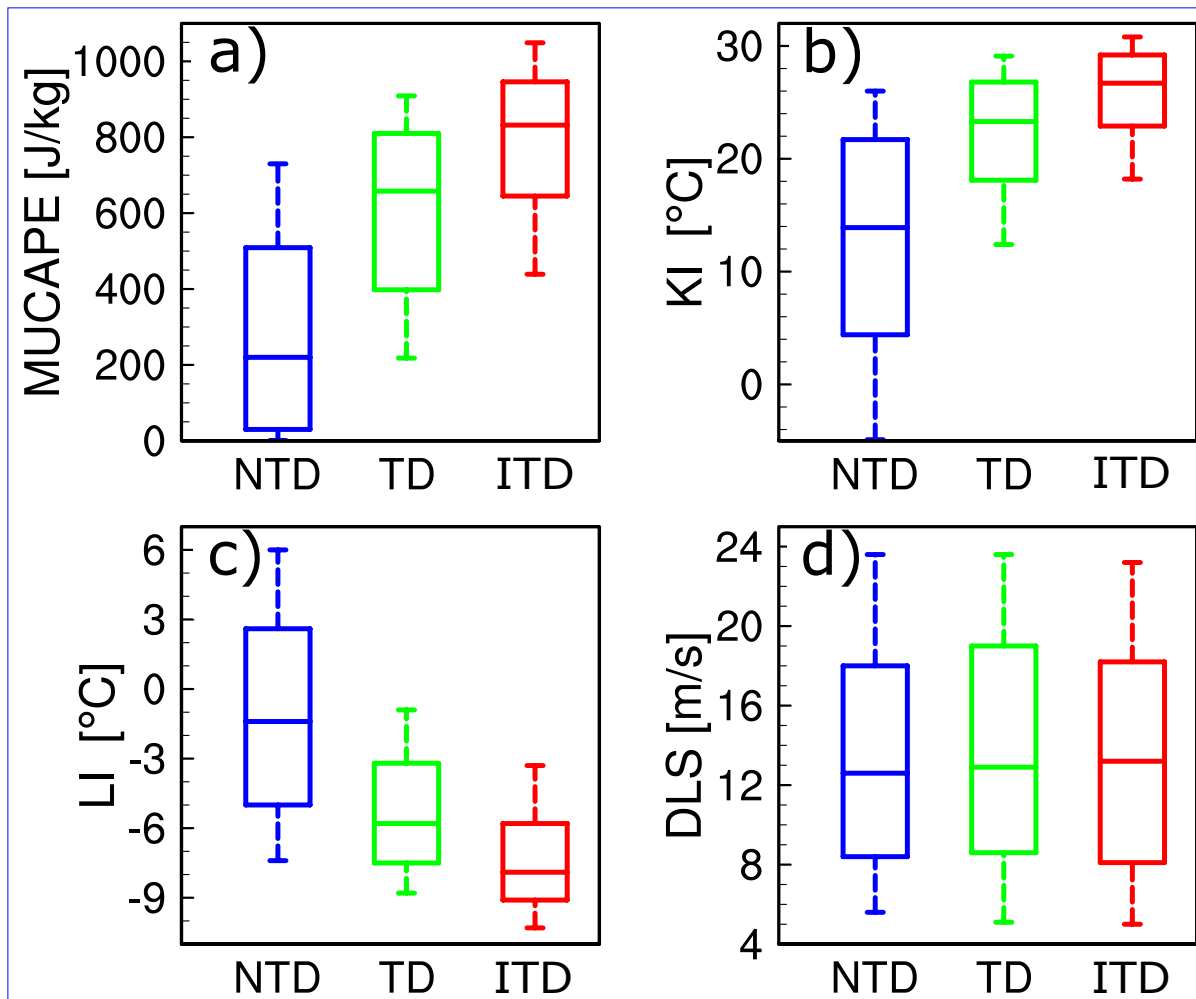 a)
MUCAPE [J/kg]
1000
800
600
400
200
0
NTD TD ITD
b)
KI [°C]
30
20
10
0
NTD TD ITD
c)
LI [°C]
6
3
0
-3
-6
-9
NTD TD ITD
d)
DLS [m/s]
24
20
16
12
8
4
NTD TD ITD